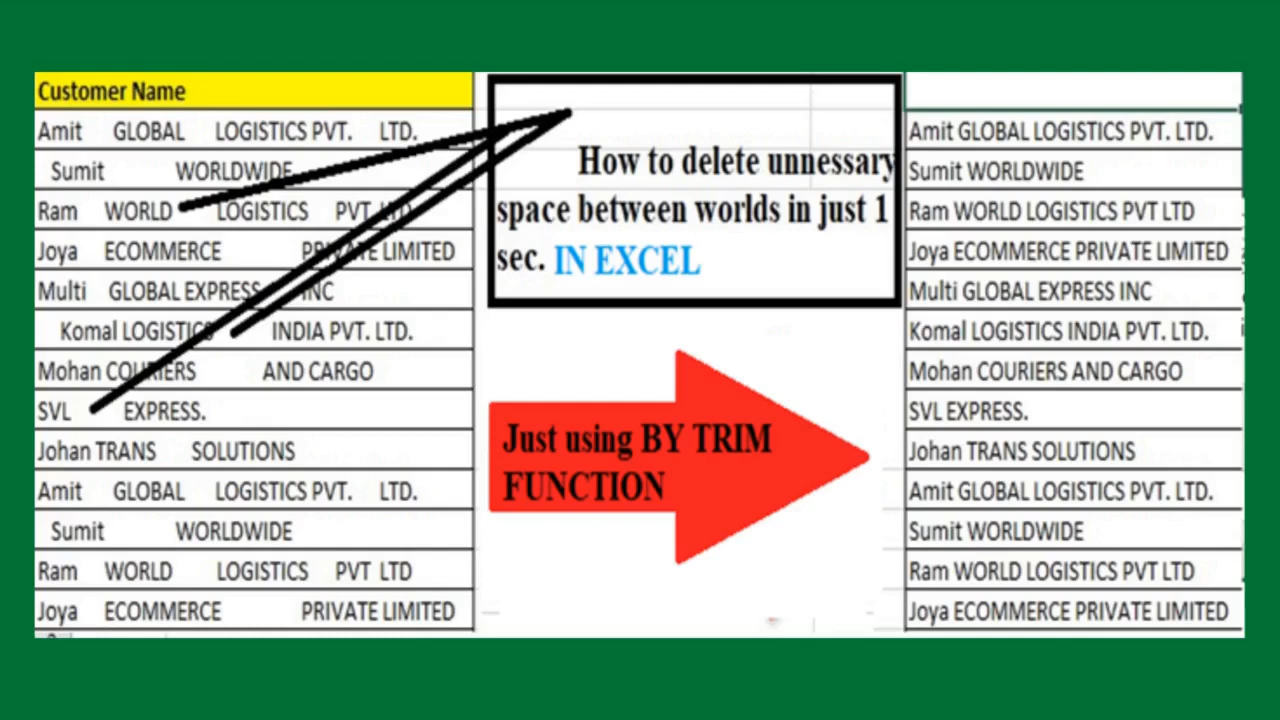 Customer Name
Amit GLOBAL LOGISTICS PVT. LTD.
Sumit WORLDWIDE
Ram WORLD LOGISTICS PVT LTD
Joya ECOMMERCE PRIVATE LIMITED
Multi GLOBAL EXPRESS INC
Komal LOGISTICS INDIA PVT. LTD.
Mohan COURIERS AND CARGO
SVL EXPRESS.
Johan TRANS SOLUTIONS
Amit GLOBAL LOGISTICS PVT. LTD.
Sumit WORLDWIDE
Ram WORLD LOGISTICS PVT LTD
Joya ECOMMERCE PRIVATE LIMITED
How to delete unnessary
space between worlds in just 1
sec. IN EXCEL
Just using BY TRIM
FUNCTION
Amit GLOBAL LOGISTICS PVT. LTD.
Sumit WORLDWIDE
Ram WORLD LOGISTICS PVT LTD
Joya ECOMMERCE PRIVATE LIMITED
Multi GLOBAL EXPRESS INC
Komal LOGISTICS INDIA PVT. LTD.
Mohan COURIERS AND CARGO
SVL EXPRESS.
Johan TRANS SOLUTIONS
Amit GLOBAL LOGISTICS PVT. LTD.
Sumit WORLDWIDE
Ram WORLD LOGISTICS PVT LTD
Joya ECOMMERCE PRIVATE LIMITED